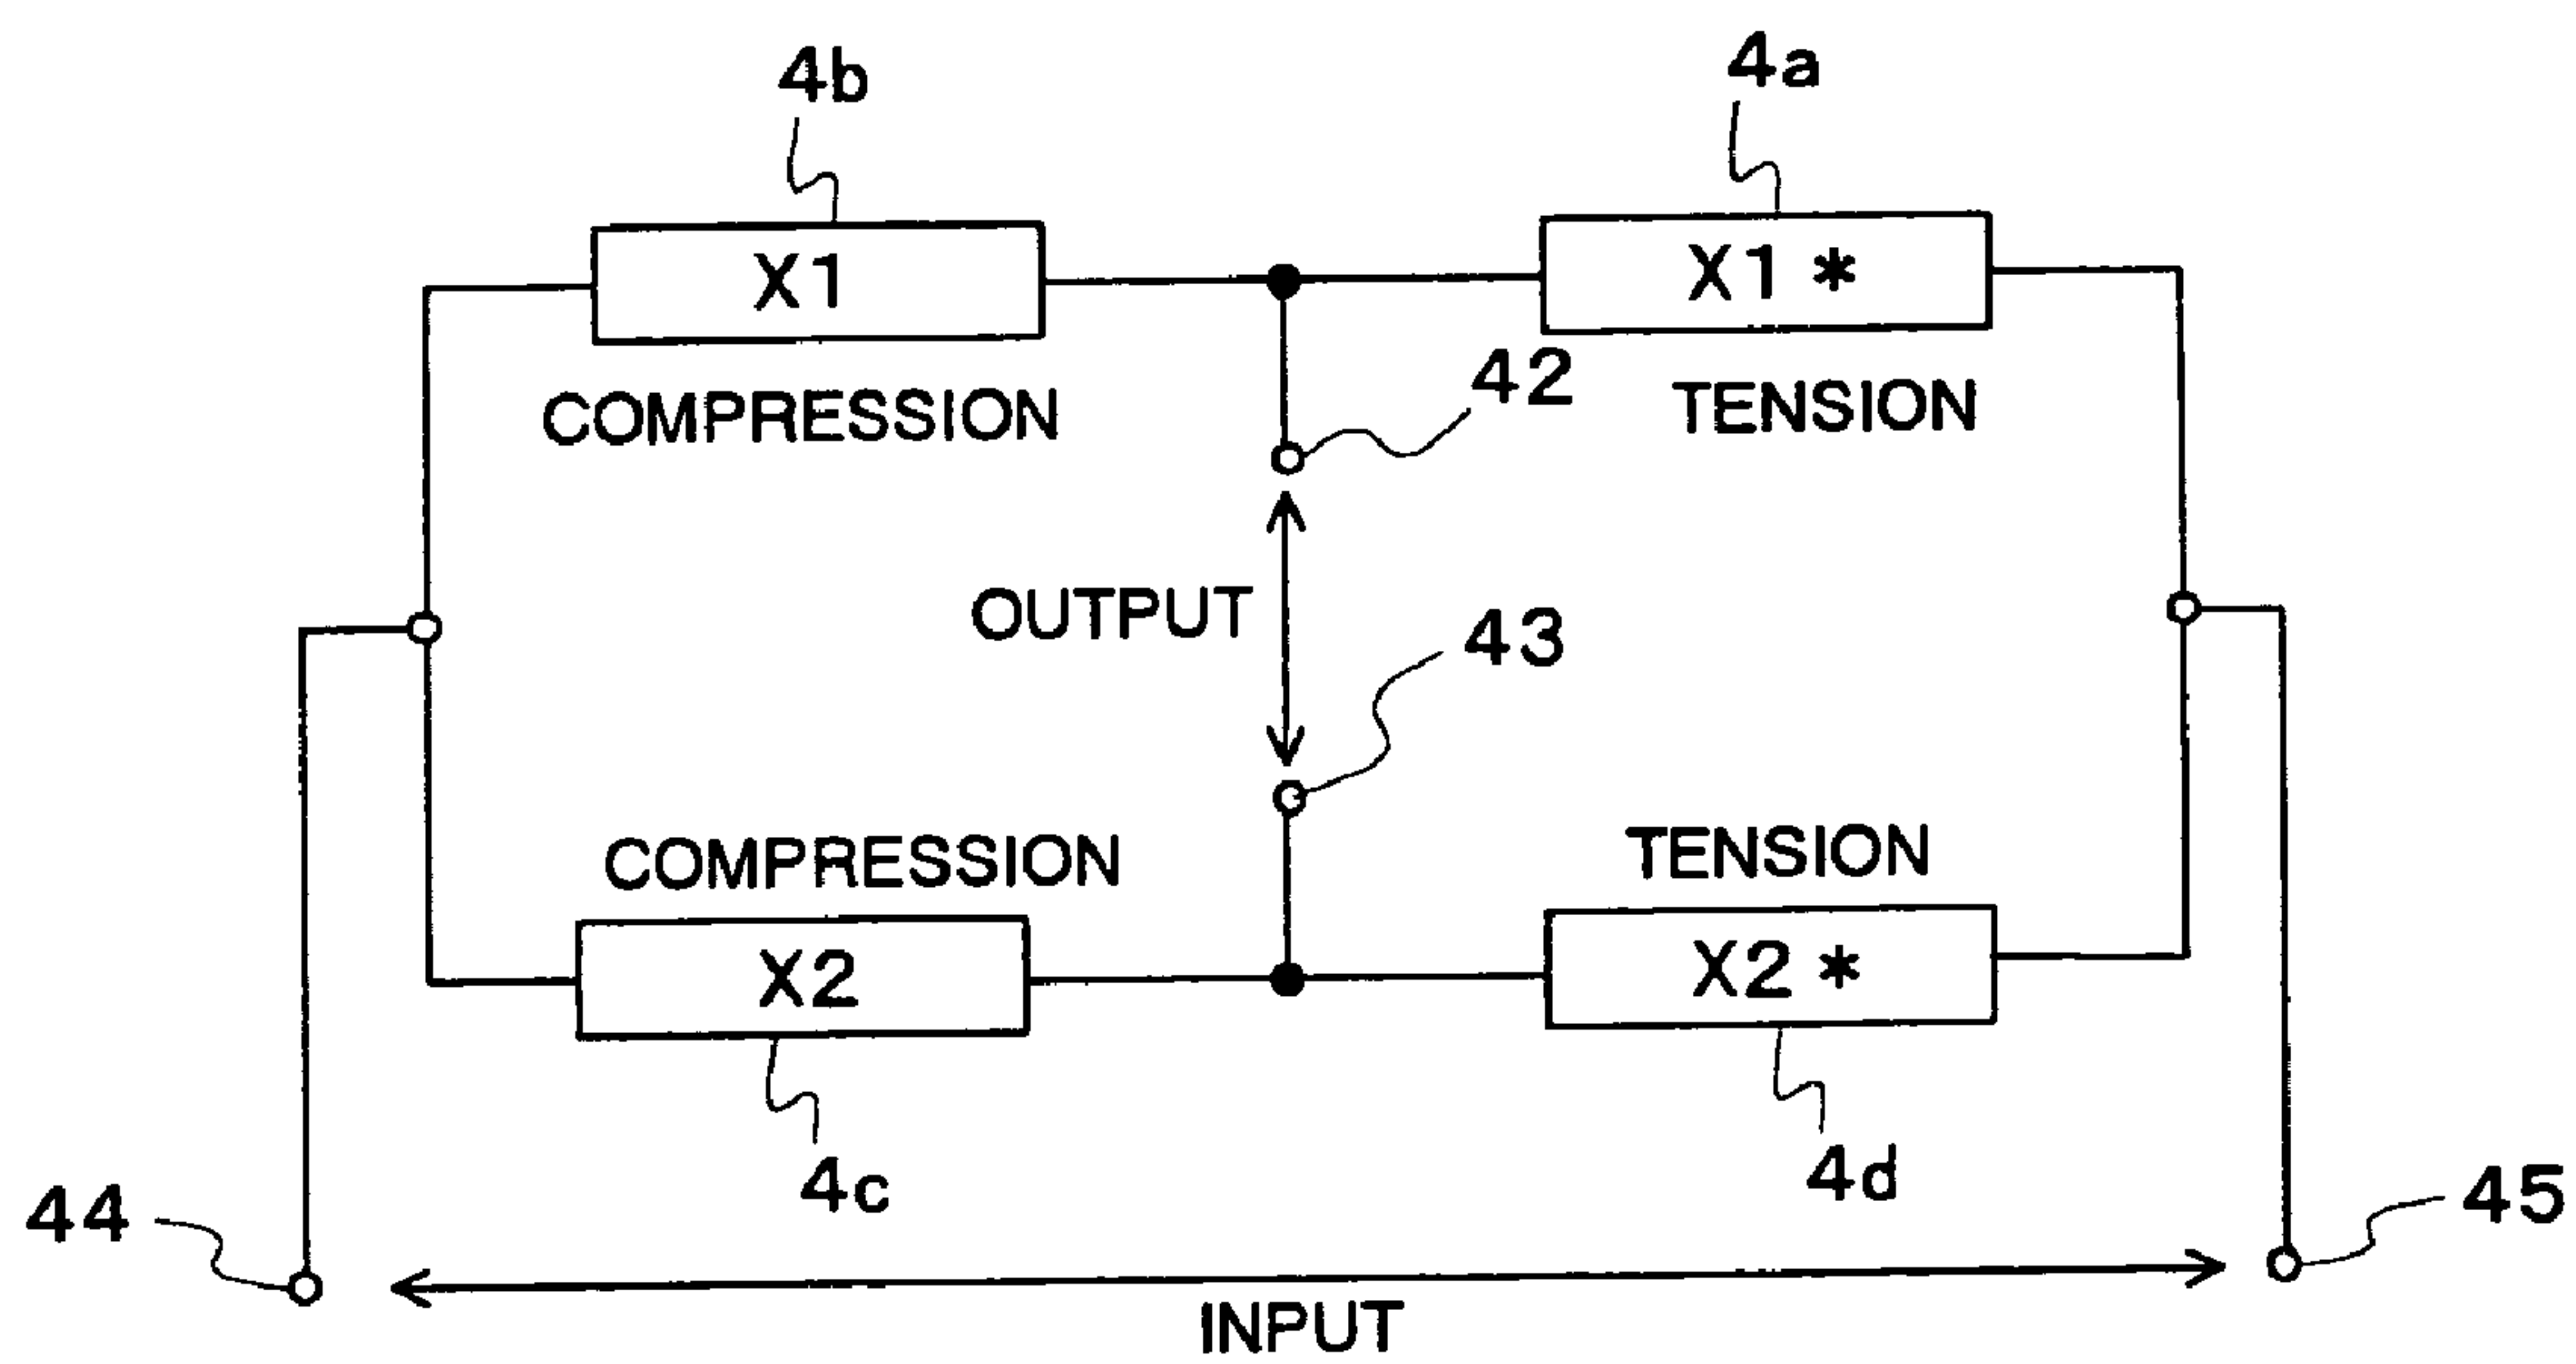 4b
4a
X1
X1 *
42
COMPRESSION
TENSION
OUTPUT
43
COMPRESSION
TENSION
X2
X2 *
4c
4d
44
45
INPUT